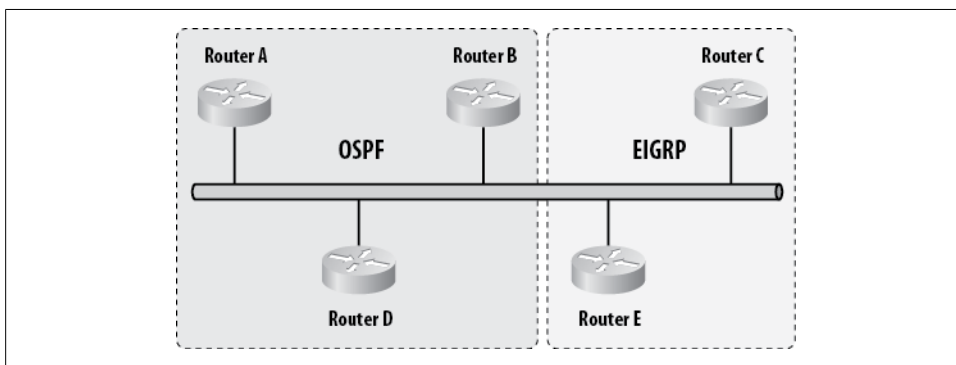 Router A
Router B
Router C
OSPF
EIGRP
Router D
Router E